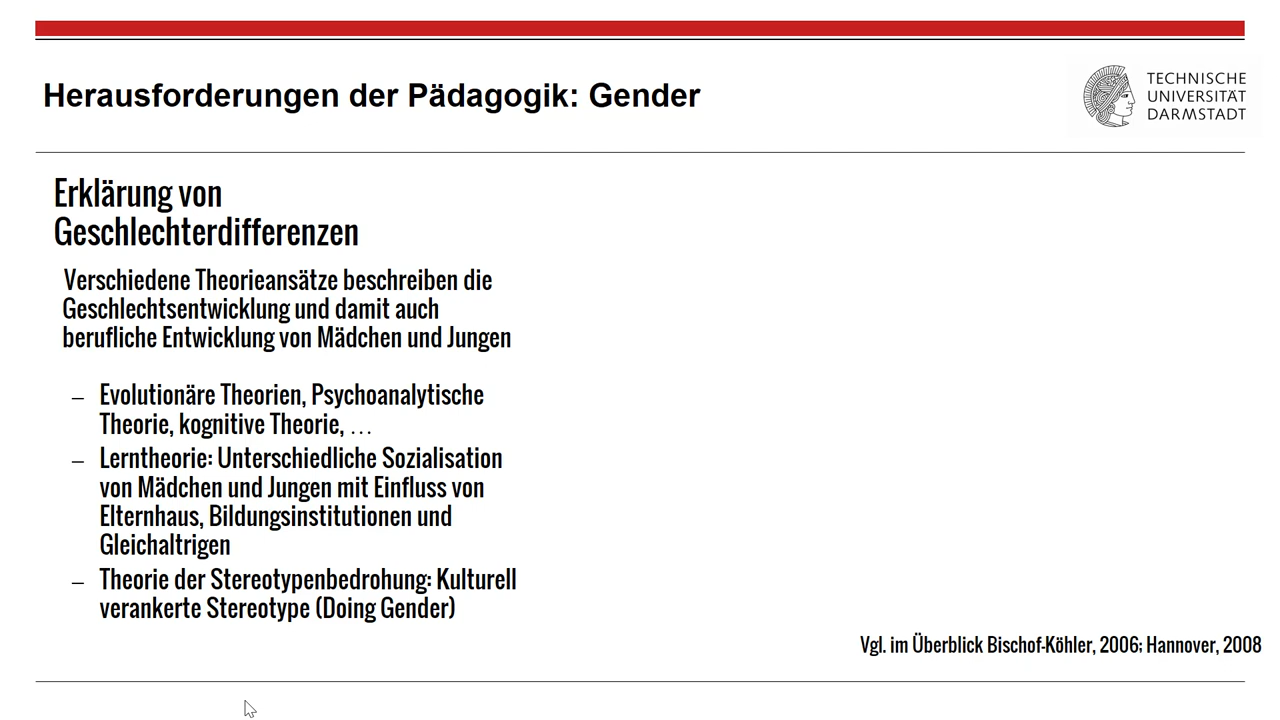 Herausforderungen der Pädagogik: Gender
TECHNISCHE
UNIVERSITÄT
DARMSTADT
Erklärung von
Geschlechterdifferenzen
Verschiedene Theorieansätze beschreiben die
Geschlechtsentwicklung und damit auch
berufliche Entwicklung von Mädchen und Jungen
– Evolutionäre Theorien, Psychoanalytische
Theorie, kognitive Theorie, …
– Lerntheorie: Unterschiedliche Sozialisation
von Mädchen und Jungen mit Einfluss von
Elternhaus, Bildungsinstitutionen und
Gleichaltrigen
– Theorie der Stereotypenbedrohung: Kulturell
verankerte Stereotype (Doing Gender)
Vgl. im Überblick Bischof-Köhler, 2006; Hannover, 2008